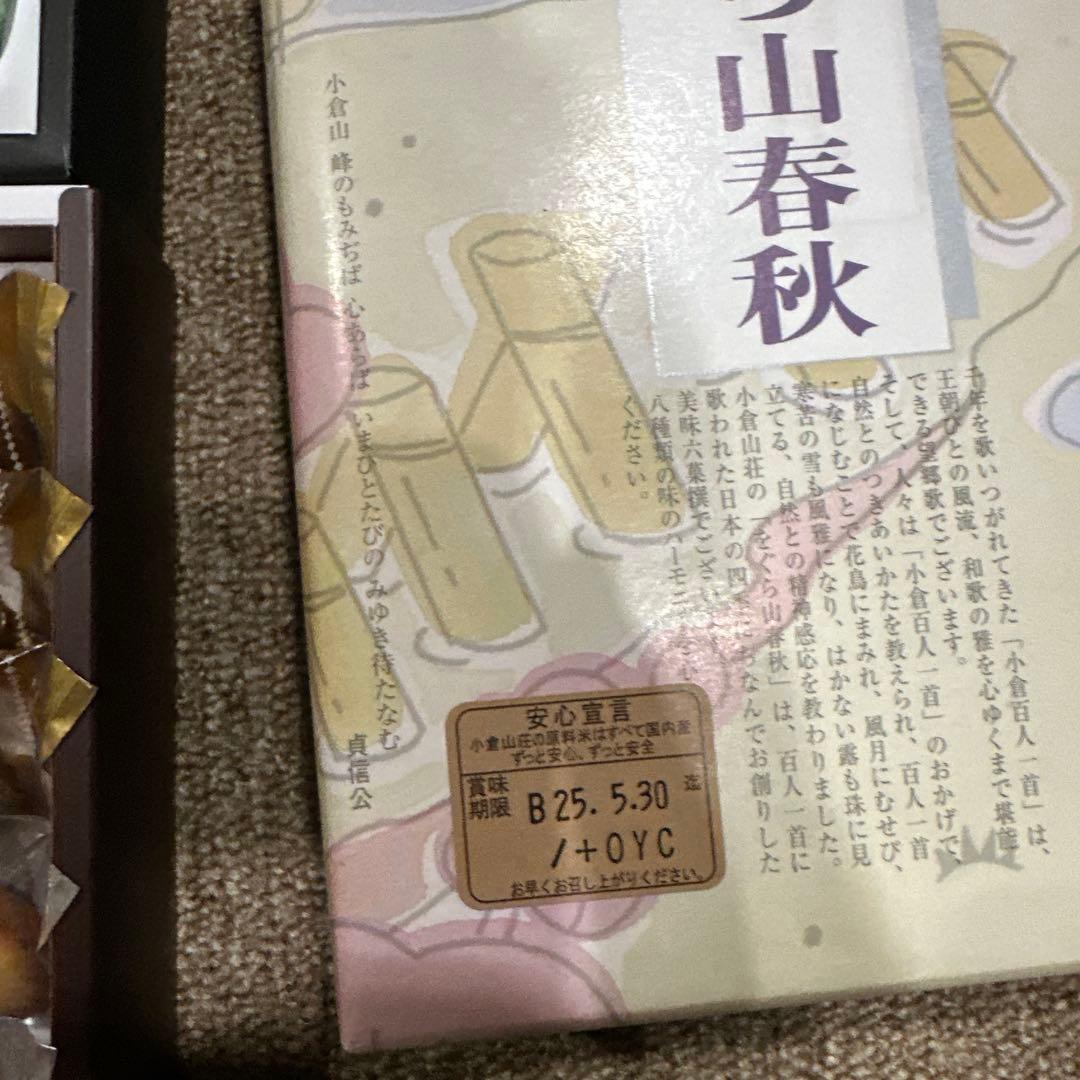 山春秋
千年を歌いつがれてきた「小倉百人一首」は、
王朝びとの風流、和歌の雅を心ゆくまで堪能
できる望郷歌でございます。
そして、人々は「小倉百人一首」のおかげで、
自然とのつきあいかたを教えられ、百人一首
になじむことで花鳥にまみれ、風月にむせび、
寒苦の雪も風雅になり、はかない露も珠に見
立てる、自然との精神感応を教わりました。
小倉山荘の「をぐら山春秋」は、百人一首に
歌われた日本の四 にちなんでお創りした
美味六菓撰でござい
八種類の味のハーモニ
ください。
小倉山 峰のもみぢば 心あらば いまひとたびの みゆき待たなむ
貞信公
安心宣言
小倉山荘の原料米はすべて国内産
ずっと安心、ずっと安全
賞味期限 B 25. 5.30 迄
/+OYC
お早くお召し上がりください。